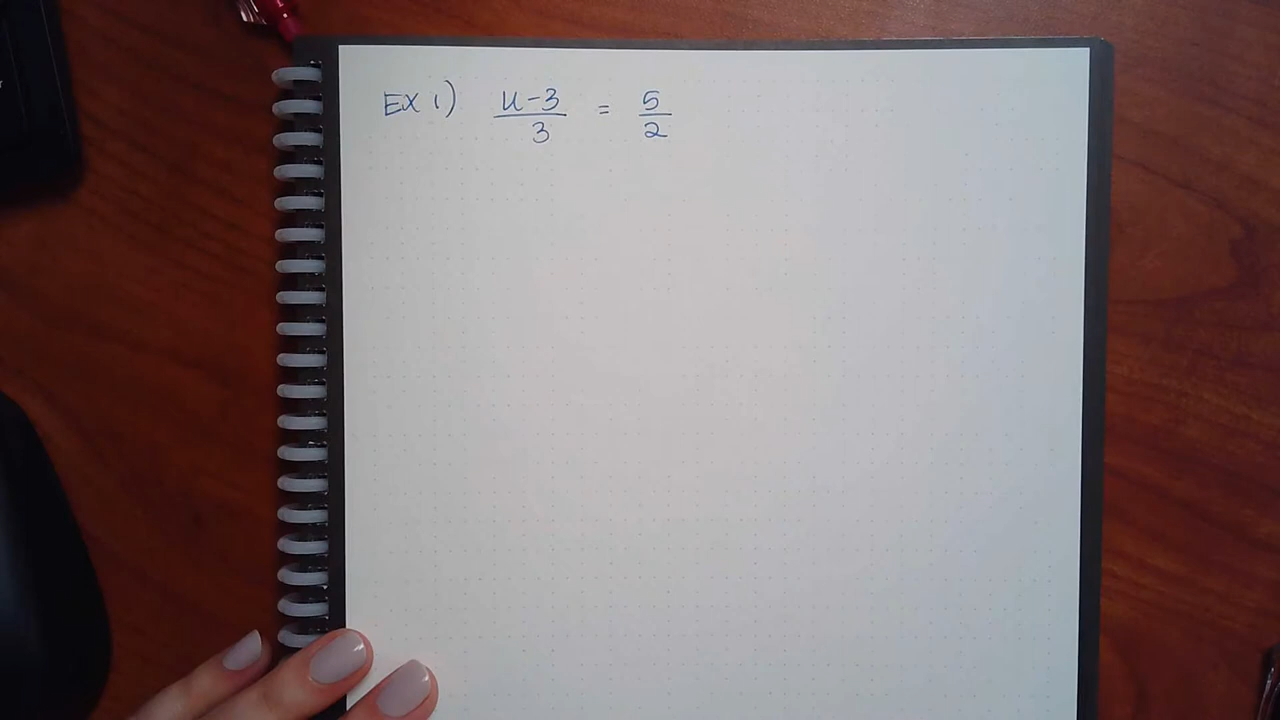 EX 1) u-3/3 = 5/2